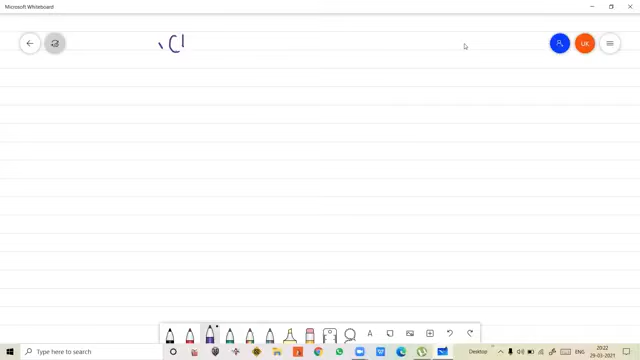 Microsoft Whiteboard
UK
A
Type here to search
Desktop
ENG
20:22
29-03-2021